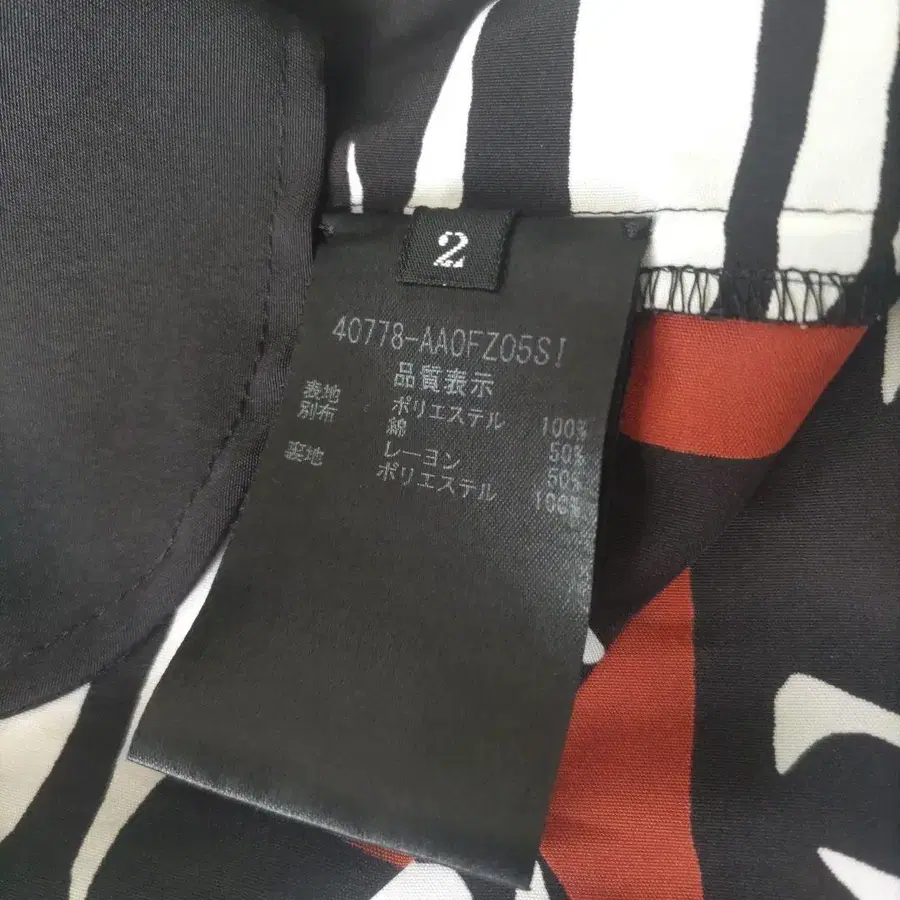 2
40778-AA0FZ05S!
品質表示
表地 ポリエステル 100%
別布 綿 50%
レーヨン 50%
裏地 ポリエステル 100%